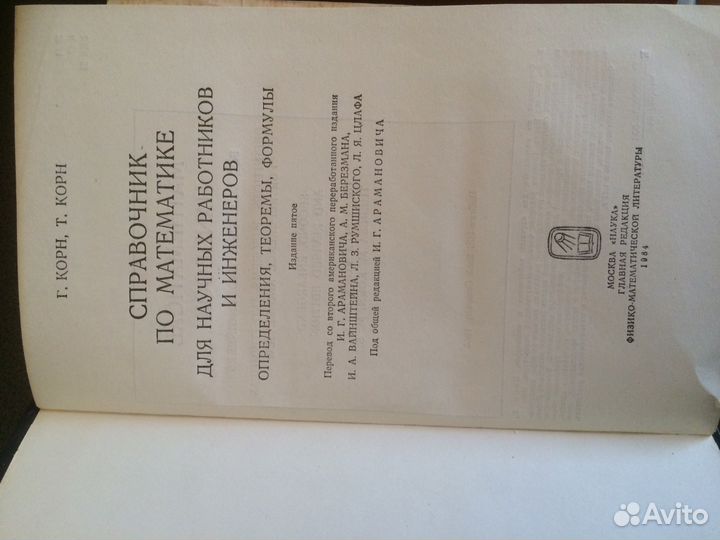 Г. КОРН, Т. КОРН
СПРАВОЧНИК
ПО МАТЕМАТИКЕ
ДЛЯ НАУЧНЫХ РАБОТНИКОВ
И ИНЖЕНЕРОВ
ОПРЕДЕЛЕНИЯ, ТЕОРЕМЫ, ФОРМУЛЫ
Издание пятое
Перевод со второго американского переработанного издания
И. Г. АРАМАНОВИЧА, А. М. БЕРЕЗМАНА,
И. А. ВАЙНШТЕЙНА, Л. З. РУМШИСКОГО, Л. Я. ЦЛАФА
Под общей редакцией И. Г. АРАМАНОВИЧА
МОСКВА «НАУКА»
ГЛАВНАЯ РЕДАКЦИЯ
ФИЗИКО-МАТЕМАТИЧЕСКОЙ ЛИТЕРАТУРЫ
1984
Avito